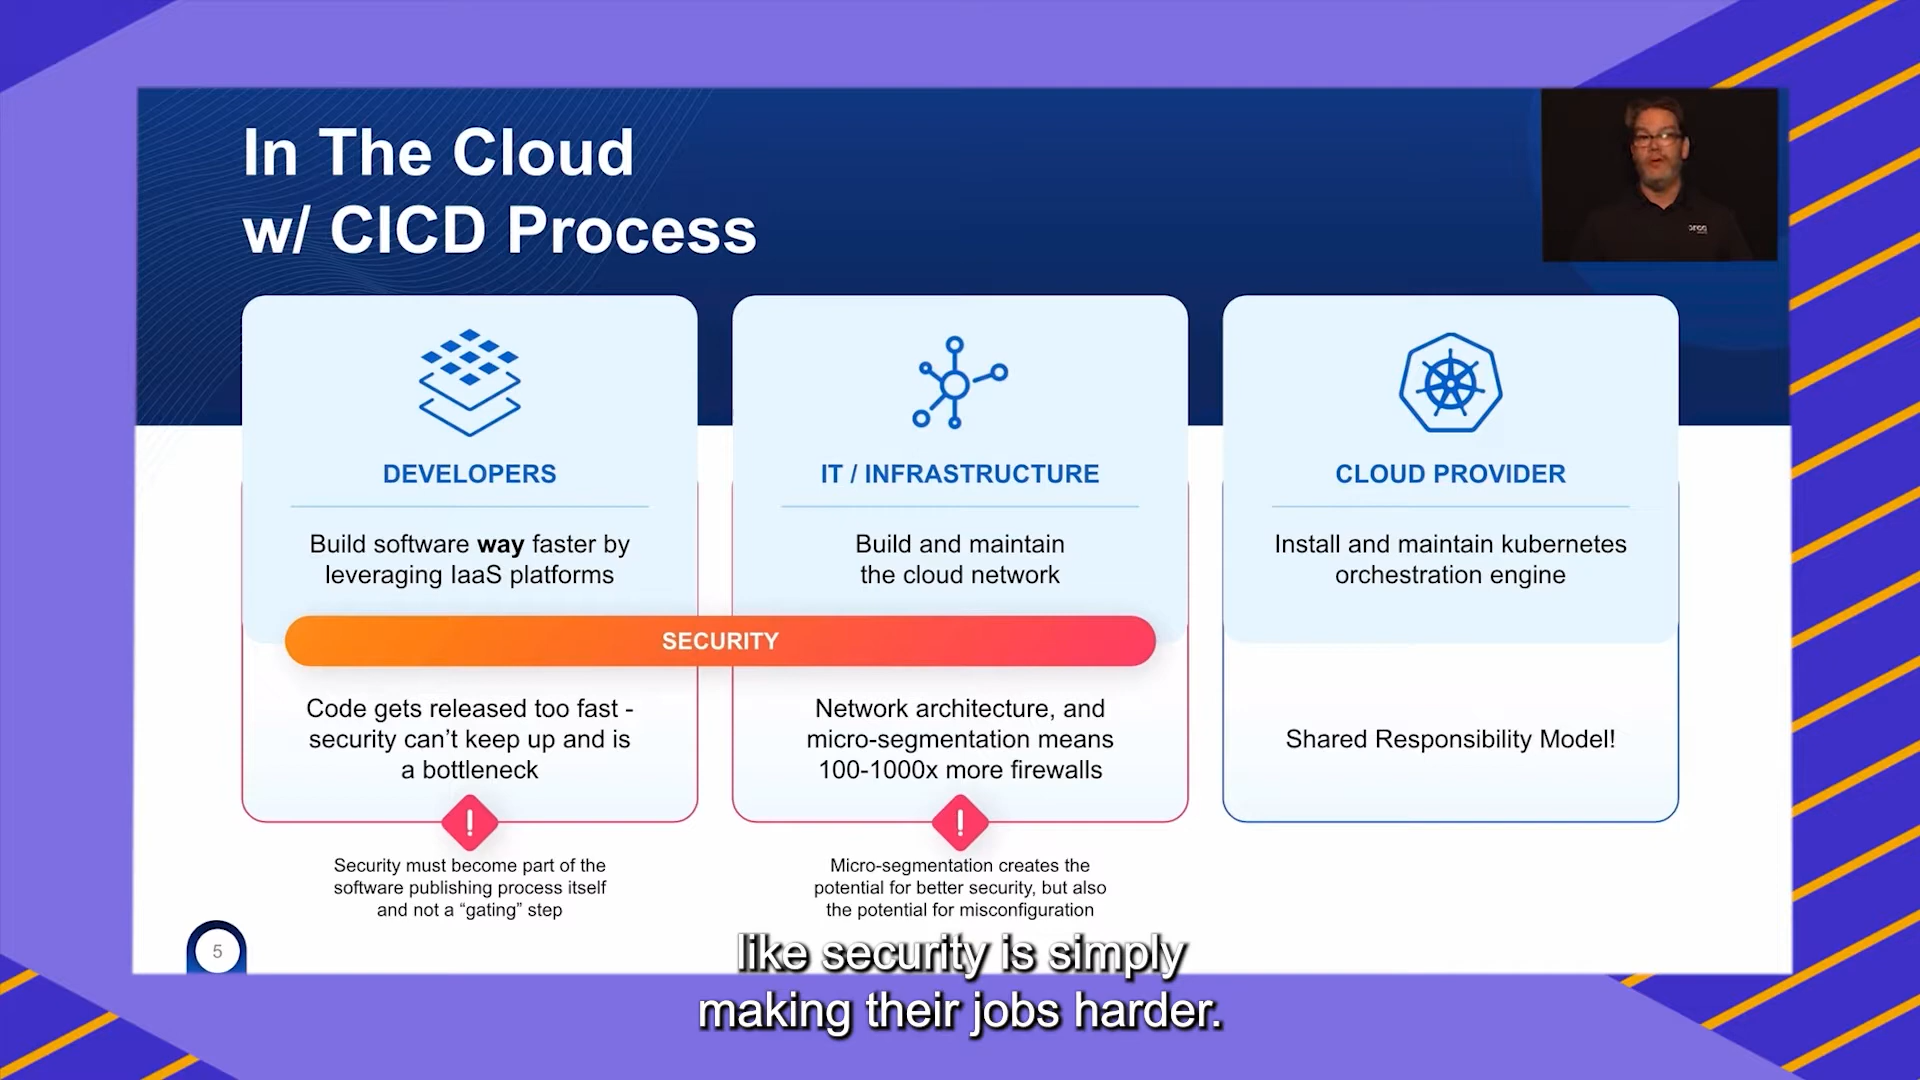 In The Cloud
w/ CICD Process
orca
DEVELOPERS
Build software way faster by
leveraging IaaS platforms
IT / INFRASTRUCTURE
Build and maintain
the cloud network
CLOUD PROVIDER
Install and maintain kubernetes
orchestration engine
SECURITY
Code gets released too fast -
security can’t keep up and is
a bottleneck
Network architecture, and
micro-segmentation means
100-1000x more firewalls
Shared Responsibility Model!
!
!
Security must become part of the
software publishing process itself
and not a “gating” step
Micro-segmentation creates the
potential for better security, but also
the potential for misconfiguration
5
like security is simply
making their jobs harder.